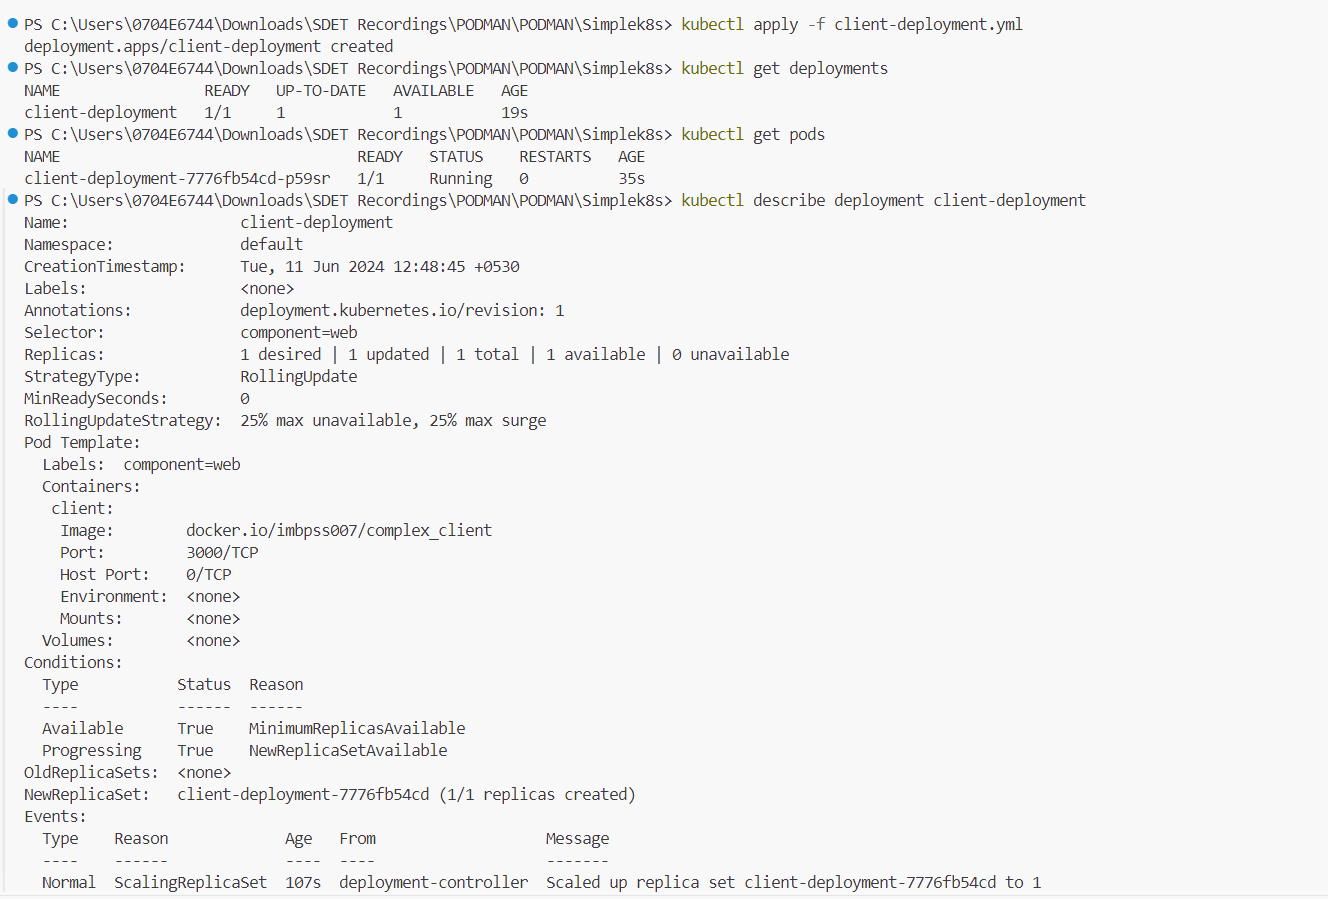 PS C:\Users\0704E6744\Downloads\SDET Recordings\PODMAN\PODMAN\Simplek8s> kubectl apply -f client-deployment.yml
deployment.apps/client-deployment created
PS C:\Users\0704E6744\Downloads\SDET Recordings\PODMAN\PODMAN\Simplek8s> kubectl get deployments
NAME                READY   UP-TO-DATE   AVAILABLE   AGE
client-deployment   1/1     1            1           19s
PS C:\Users\0704E6744\Downloads\SDET Recordings\PODMAN\PODMAN\Simplek8s> kubectl get pods
NAME                                 READY   STATUS    RESTARTS   AGE
client-deployment-7776fb54cd-p59sr   1/1     Running   0          35s
PS C:\Users\0704E6744\Downloads\SDET Recordings\PODMAN\PODMAN\Simplek8s> kubectl describe deployment client-deployment
Name:                   client-deployment
Namespace:              default
CreationTimestamp:      Tue, 11 Jun 2024 12:48:45 +0530
Labels:                 <none>
Annotations:            deployment.kubernetes.io/revision: 1
Selector:               component=web
Replicas:               1 desired | 1 updated | 1 total | 1 available | 0 unavailable
StrategyType:           RollingUpdate
MinReadySeconds:        0
RollingUpdateStrategy:  25% max unavailable, 25% max surge
Pod Template:
  Labels:  component=web
  Containers:
   client:
    Image:        docker.io/imbpss007/complex_client
    Port:         3000/TCP
    Host Port:    0/TCP
    Environment:  <none>
    Mounts:       <none>
  Volumes:        <none>
Conditions:
  Type           Status  Reason
  ----           ------  ------
  Available      True    MinimumReplicasAvailable
  Progressing    True    NewReplicaSetAvailable
OldReplicaSets:  <none>
NewReplicaSet:   client-deployment-7776fb54cd (1/1 replicas created)
Events:
  Type    Reason             Age   From                   Message
  ----    ------             ----  ----                   -------
  Normal  ScalingReplicaSet  107s  deployment-controller  Scaled up replica set client-deployment-7776fb54cd to 1